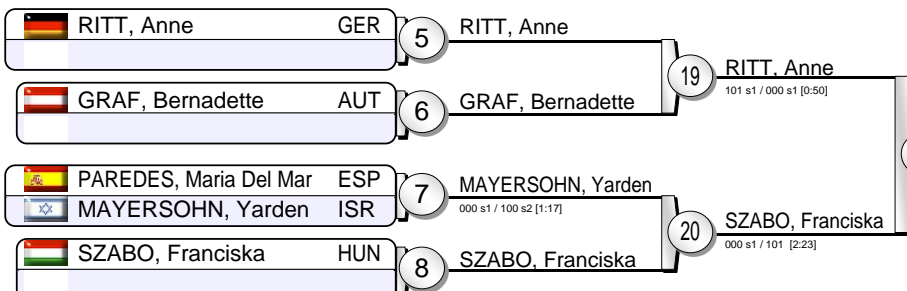 RITT, Anne GER
5
RITT, Anne
19
RITT, Anne
101 s1 / 000 s1 [0:50]
GRAF, Bernadette AUT
6
GRAF, Bernadette
PAREDES, Maria Del Mar ESP
MAYERSOHN, Yarden ISR
7
MAYERSOHN, Yarden
000 s1 / 100 s2 [1:17]
20
SZABO, Franciska
000 s1 / 101 [2:23]
SZABO, Franciska HUN
8
SZABO, Franciska